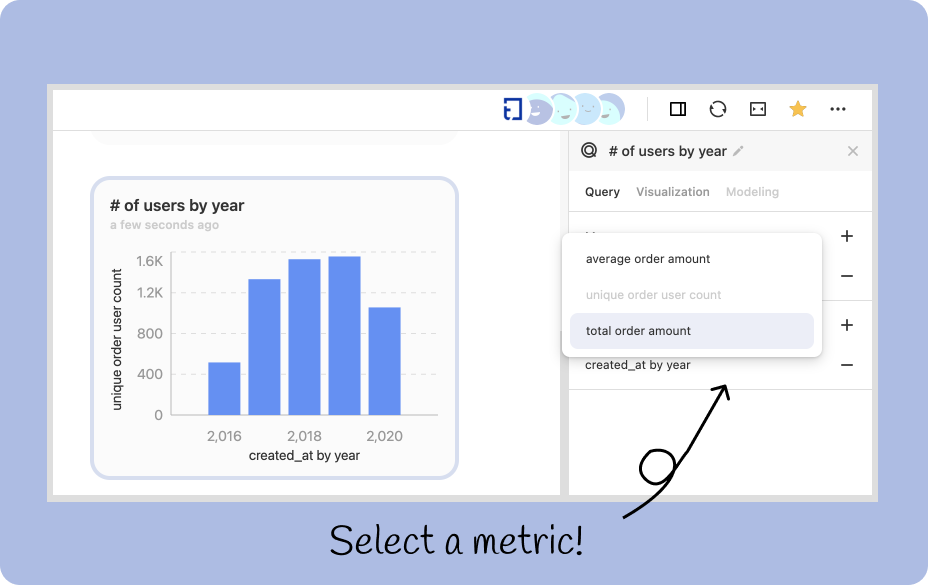 # of users by year
Query Visualization Modeling
average order amount
unique order user count
total order amount
created_at by year
# of users by year
a few seconds ago
unique order user count
1.6K
1.2K
800
400
0
2,016 2,018 2,020
created_at by year
Select a metric!